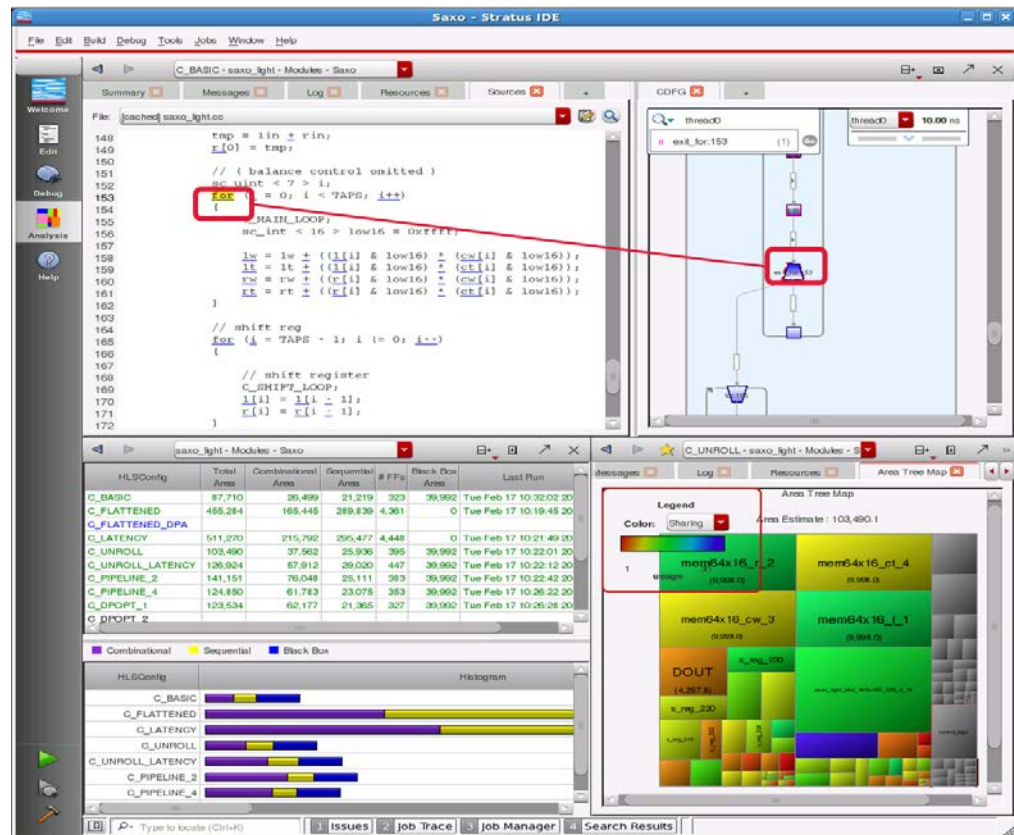 Saxo - Stratus IDE
File Edit Build Debug Tools Jobs Window Help
C_BASIC - saxo_light - Modules - Saxo
Summary Messages Log Resources Sources +
CDFG +
Welcome
Edit
Debug
Analysis
Help
File: [cached] saxo_light.cc
thread0
thread0 10.00 ns
exit_for:153 (1)
148 tmp = lin + rin;
149 r[0] = tmp;
150
151 // ( balance control omitted )
152 sc_uint < 7 > i;
153 for (i = 0; i < TAPS; i++)
154 {
155 C_MAIN_LOOP;
156 sc_int < 16 > low16 = 0xffff;
157
158 lw = lw + ((l[i] & low16) * (cw[i] & low16));
159 lt = lt + ((l[i] & low16) * (ct[i] & low16));
160 rw = rw + ((r[i] & low16) * (cw[i] & low16));
161 rt = rt + ((r[i] & low16) * (ct[i] & low16));
162 }
163
164 // shift reg
165 for (i = TAPS - 1; i != 0; i--)
166 {
167
168 // shift register
169 C_SHIFT_LOOP;
170 l[i] = l[i - 1];
171 r[i] = r[i - 1];
172 }
saxo_light - Modules - Saxo
HLSConfig Total Area Combinational Area Sequential Area # FFs Black Box Area Last Run
C_BASIC 87,710 26,499 21,219 323 39,992 Tue Feb 17 10:32:02 20
C_FLATTENED 455,284 165,445 289,839 4,361 0 Tue Feb 17 10:19:45 20
C_FLATTENED_DPA
C_LATENCY 511,270 215,792 295,477 4,448 0 Tue Feb 17 10:21:49 20
C_UNROLL 103,490 37,562 25,936 395 39,992 Tue Feb 17 10:22:01 20
C_UNROLL_LATENCY 126,924 57,912 29,020 447 39,992 Tue Feb 17 10:22:12 20
C_PIPELINE_2 141,151 76,048 25,111 383 39,992 Tue Feb 17 10:22:42 20
C_PIPELINE_4 124,850 61,783 23,075 353 39,992 Tue Feb 17 10:26:22 20
C_DPOPT_1 123,534 62,177 21,365 327 39,992 Tue Feb 17 10:26:28 20
C_DPOPT_2
Combinational Sequential Black Box
HLSConfig Histogram
C_BASIC
C_FLATTENED
C_LATENCY
C_UNROLL
C_UNROLL_LATENCY
C_PIPELINE_2
C_PIPELINE_4
C_UNROLL - saxo_light - Modules - S
Messages Log Resources Area Tree Map
Area Tree Map
Area Estimate : 103,490.1
Legend
Color: Sharing
1
usage
mem64x16_r_2
(9,998.0)
mem64x16_ct_4
(9,998.0)
mem64x16_cw_3
(9,998.0)
mem64x16_l_1
(9,998.0)
DOUT
(4,257.8)
s_reg_220
Type to locate (Ctrl+K)
1 Issues 2 Job Trace 3 Job Manager 4 Search Results